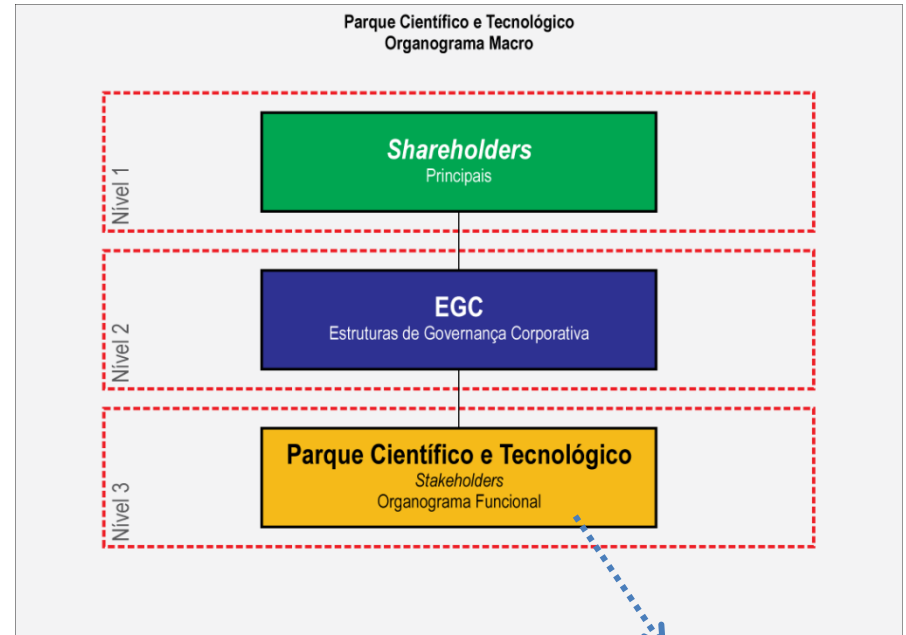 Parque Científico e Tecnológico
Organograma Macro
Nível 1
Shareholders
Principais
Nível 2
EGC
Estruturas de Governança Corporativa
Nível 3
Parque Científico e Tecnológico
Stakeholders
Organograma Funcional